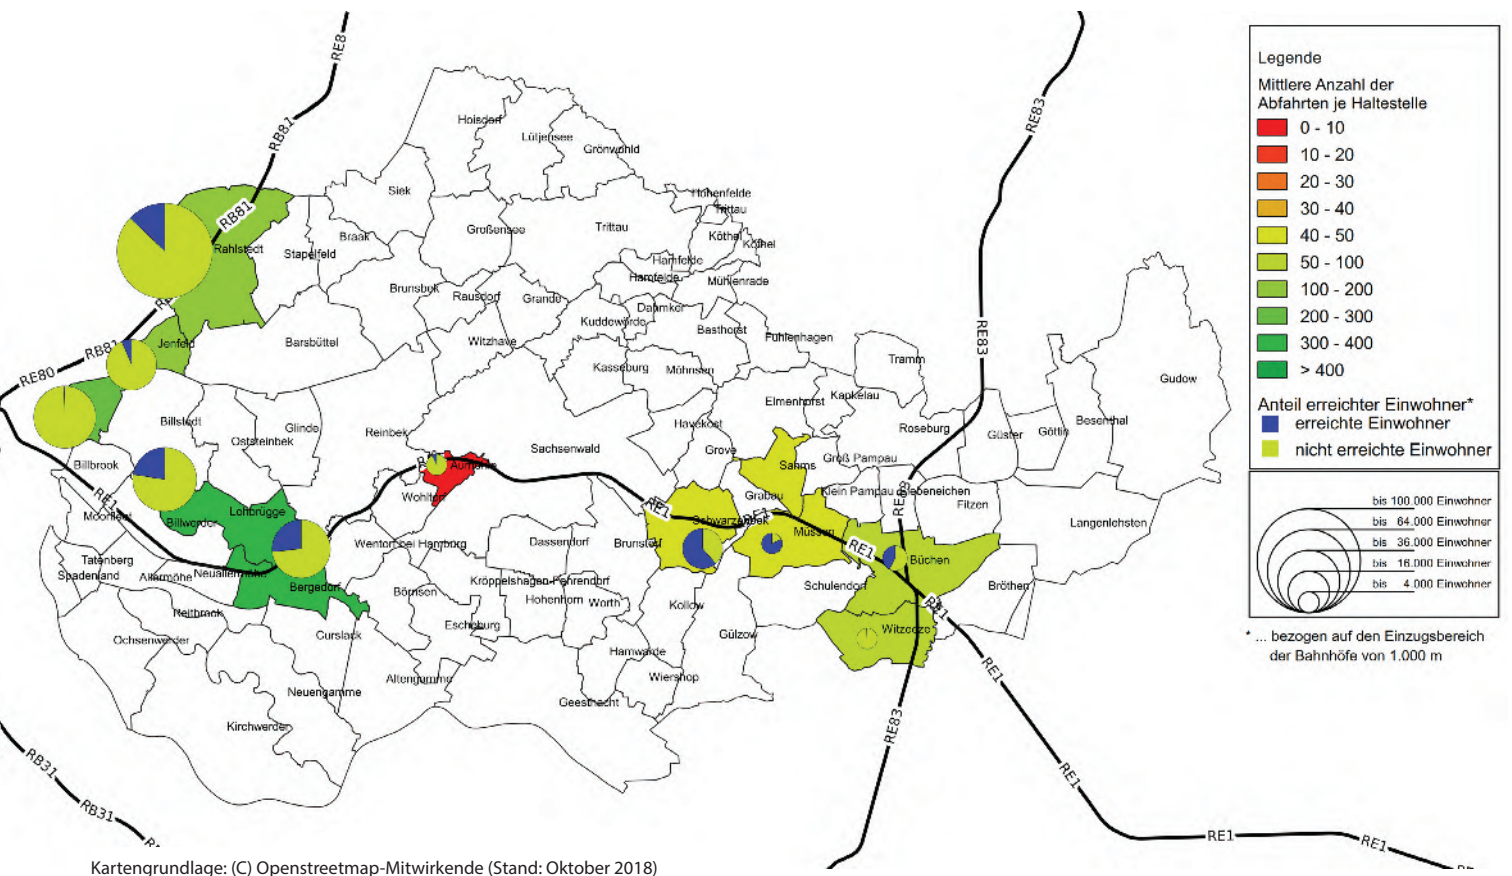 RE8
RB81
RE83
Hoisdorf
Lütjensee
Grönwohld
Siek
Hohenfelde
Trittau
RB81
Großensee
Trittau
Köthel
Köthel
Braak
Rahlstedt
Stapelfeld
Hamfelde
Hamfelde
Mühlenrade
Brunsbek
Rausdorf
Grande
Dahmker
Kuddewörde
Basthorst
Fuhlenhagen
RE83
Jenfeld
Barsbüttel
Witzhave
RB81
RE80
Kasseburg
Möhnsen
Tramm
Gudow
Kankelau
Elmenhorst
Billstedt
Glinde
Oststeinbek
Reinbek
Havekost
Roseburg
Güster
Göttin
Besenthal
Sachsenwald
Grove
Billbrook
Aumühle
Sahms
Groß Pampau
Wohltorf
Grabau
Klein Pampau
Siebeneichen
Fitzen
RE1
Moorfleet
Billwerder
Lohbrügge
RE1
Schwarzenbek
RE1
RE83
Langenlehsten
Müssen
Wentorf bei Hamburg
Dassendorf
Brunstorf
RE1
Büchen
Tatenberg
Spadenland
Allermöhe
Neuallermöhe
Bergedorf
Börnsen
Kröppelshagen-Fahrendorf
Hohenhorn
Worth
Kollow
Schulendorf
Bröthen
Reitbrook
RE1
Ochsenwerder
Curslack
Escheburg
Gülzow
Witzeeze
Hamwarde
Wiershop
Altengamme
RE1
Neuengamme
Geesthacht
Kirchwerder
RE83
RB31
RE1
RB31
RE1
RE1
Legende
Mittlere Anzahl der
Abfahrten je Haltestelle
0 - 10
10 - 20
20 - 30
30 - 40
40 - 50
50 - 100
100 - 200
200 - 300
300 - 400
> 400
Anteil erreichter Einwohner*
erreichte Einwohner
nicht erreichte Einwohner
bis 100.000 Einwohner
bis 64.000 Einwohner
bis 36.000 Einwohner
bis 16.000 Einwohner
bis 4.000 Einwohner
* ... bezogen auf den Einzugsbereich
der Bahnhöfe von 1.000 m
Kartengrundlage: (C) Openstreetmap-Mitwirkende (Stand: Oktober 2018)